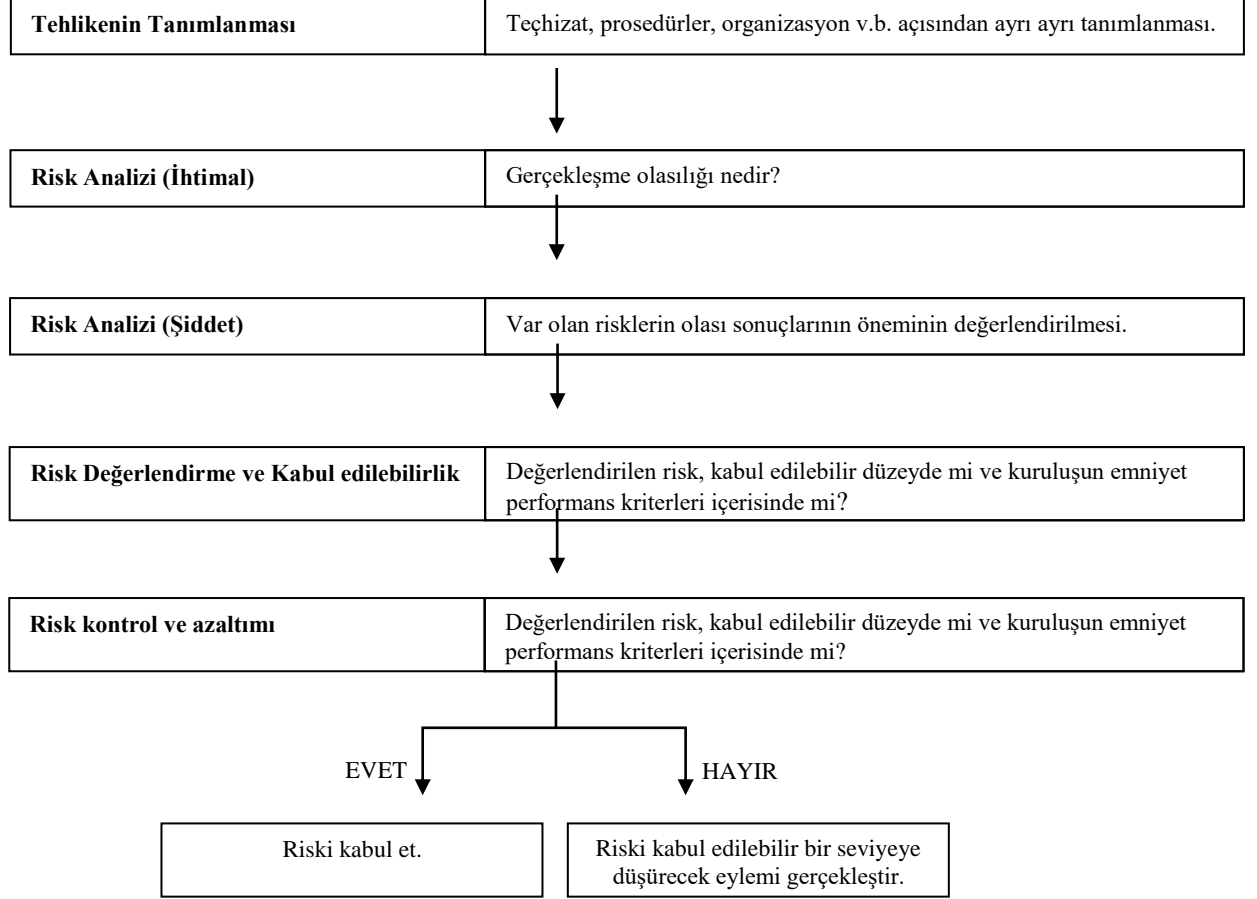 Tehlikenin Tanımlanması
Teçhizat, prosedürler, organizasyon v.b. açısından ayrı ayrı tanımlanması.
Risk Analizi (İhtimal)
Gerçekleşme olasılığı nedir?
Risk Analizi (Şiddet)
Var olan risklerin olası sonuçlarının öneminin değerlendirilmesi.
Risk Değerlendirme ve Kabul edilebilirlik
Değerlendirilen risk, kabul edilebilir düzeyde mi ve kuruluşun emniyet
performans kriterleri içerisinde mi?
Risk kontrol ve azaltımı
Değerlendirilen risk, kabul edilebilir düzeyde mi ve kuruluşun emniyet
performans kriterleri içerisinde mi?
EVET
HAYIR
Riski kabul et.
Riski kabul edilebilir bir seviyeye
düşürecek eylemi gerçekleştir.